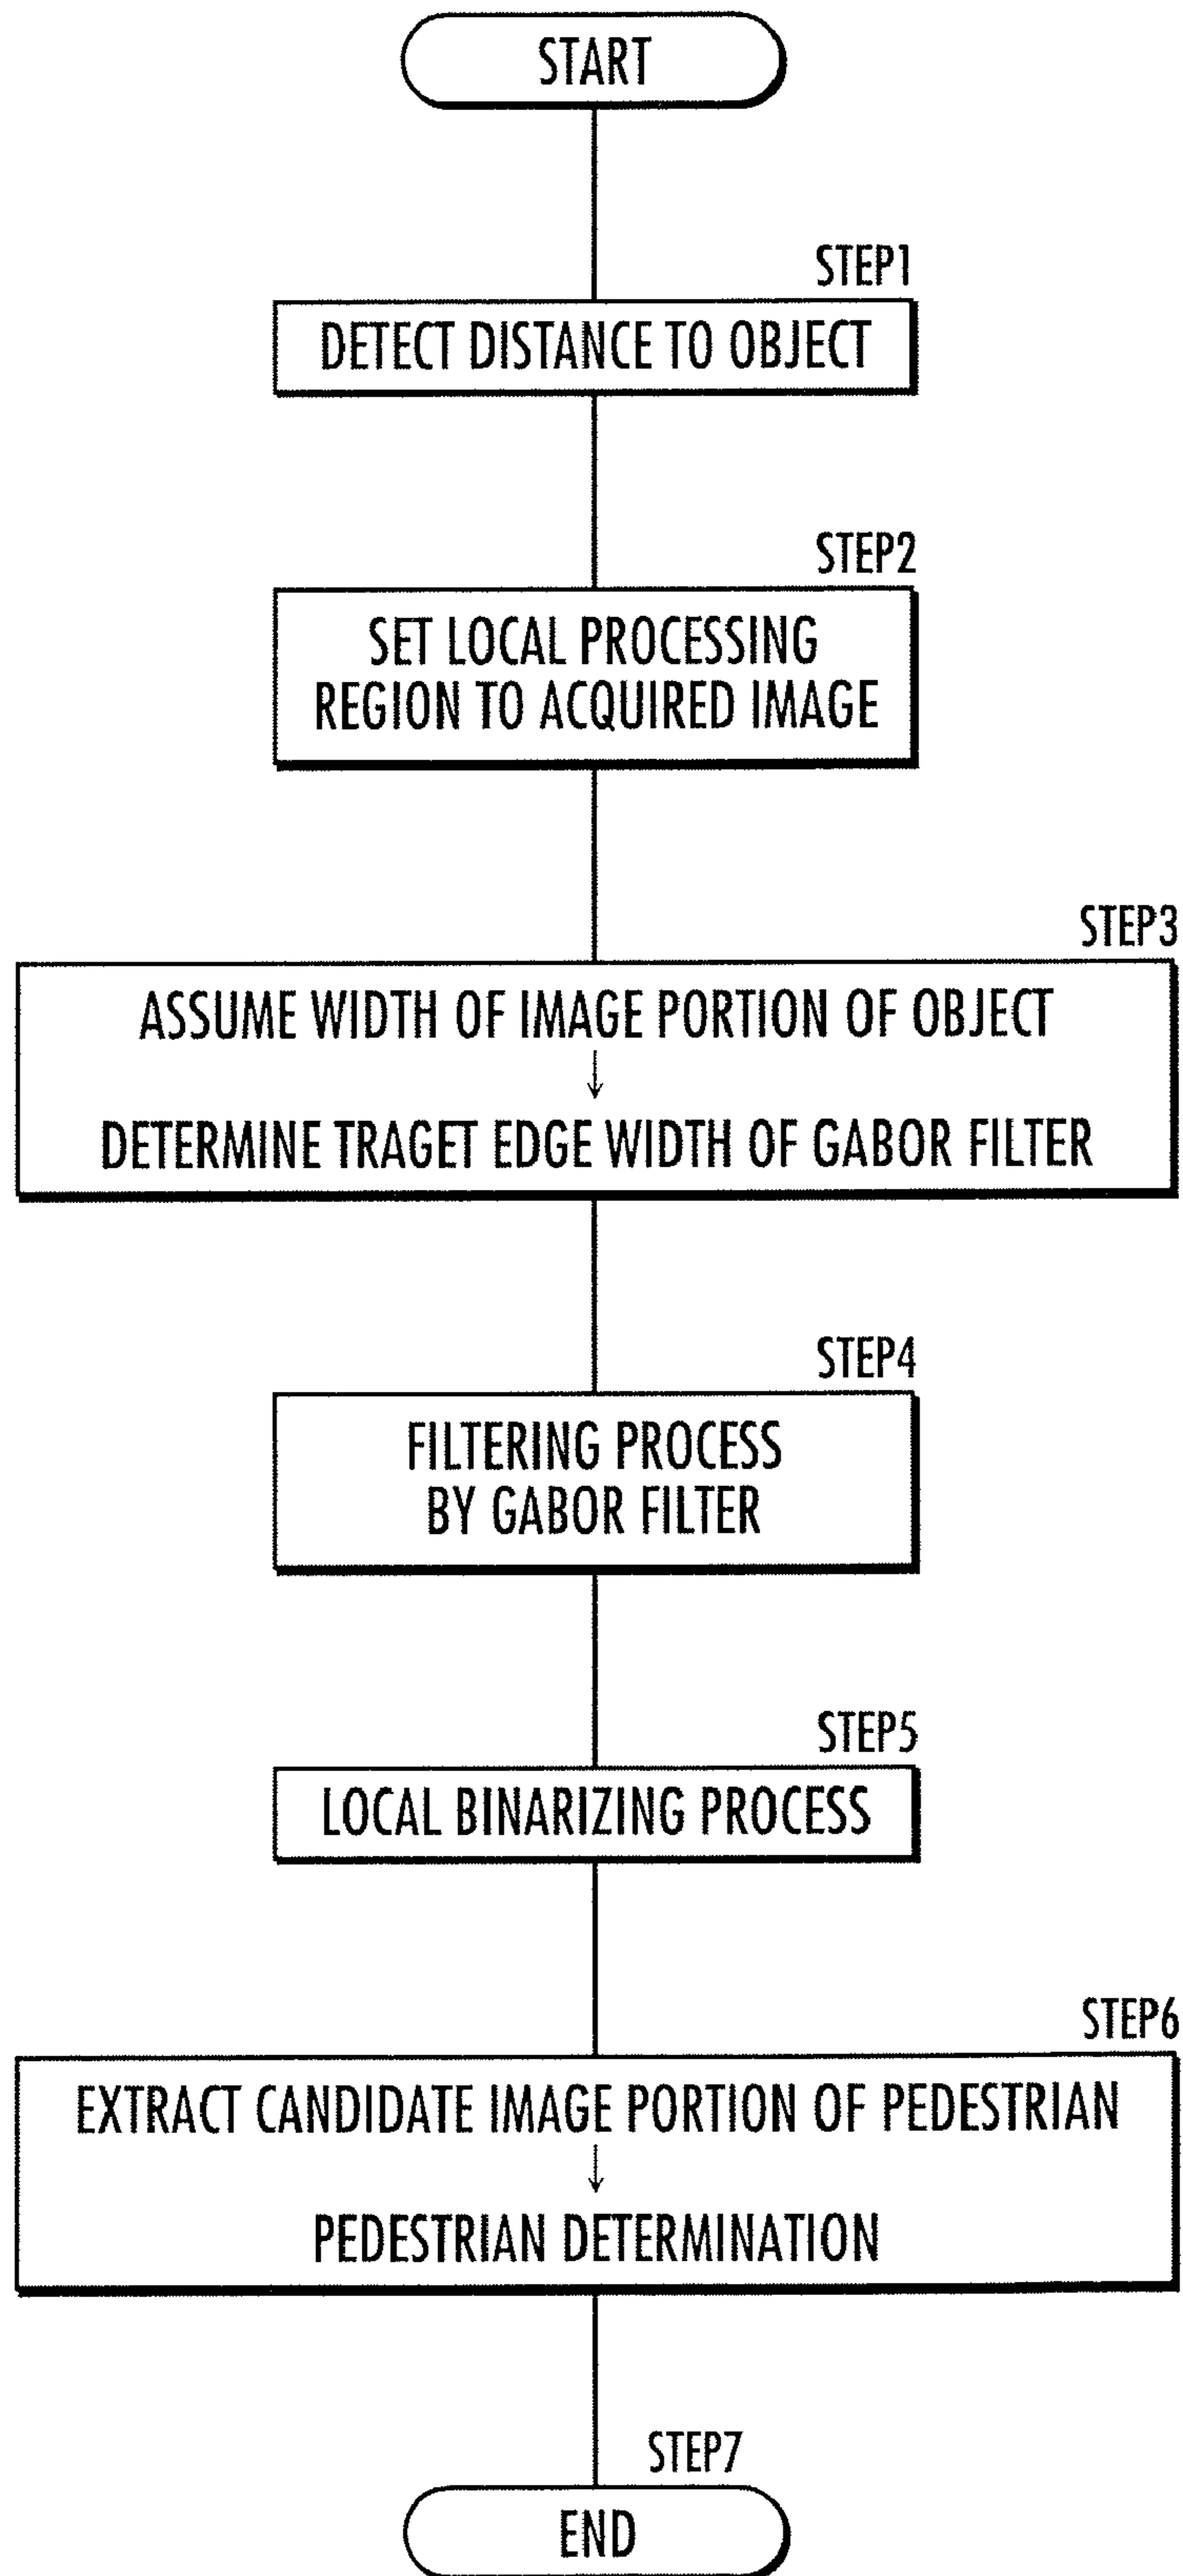 START
STEP1
DETECT DISTANCE TO OBJECT
STEP2
SET LOCAL PROCESSING
REGION TO ACQUIRED IMAGE
STEP3
ASSUME WIDTH OF IMAGE PORTION OF OBJECT
DETERMINE TRAGET EDGE WIDTH OF GABOR FILTER
STEP4
FILTERING PROCESS
BY GABOR FILTER
STEP5
LOCAL BINARIZING PROCESS
STEP6
EXTRACT CANDIDATE IMAGE PORTION OF PEDESTRIAN
PEDESTRIAN DETERMINATION
STEP7
END